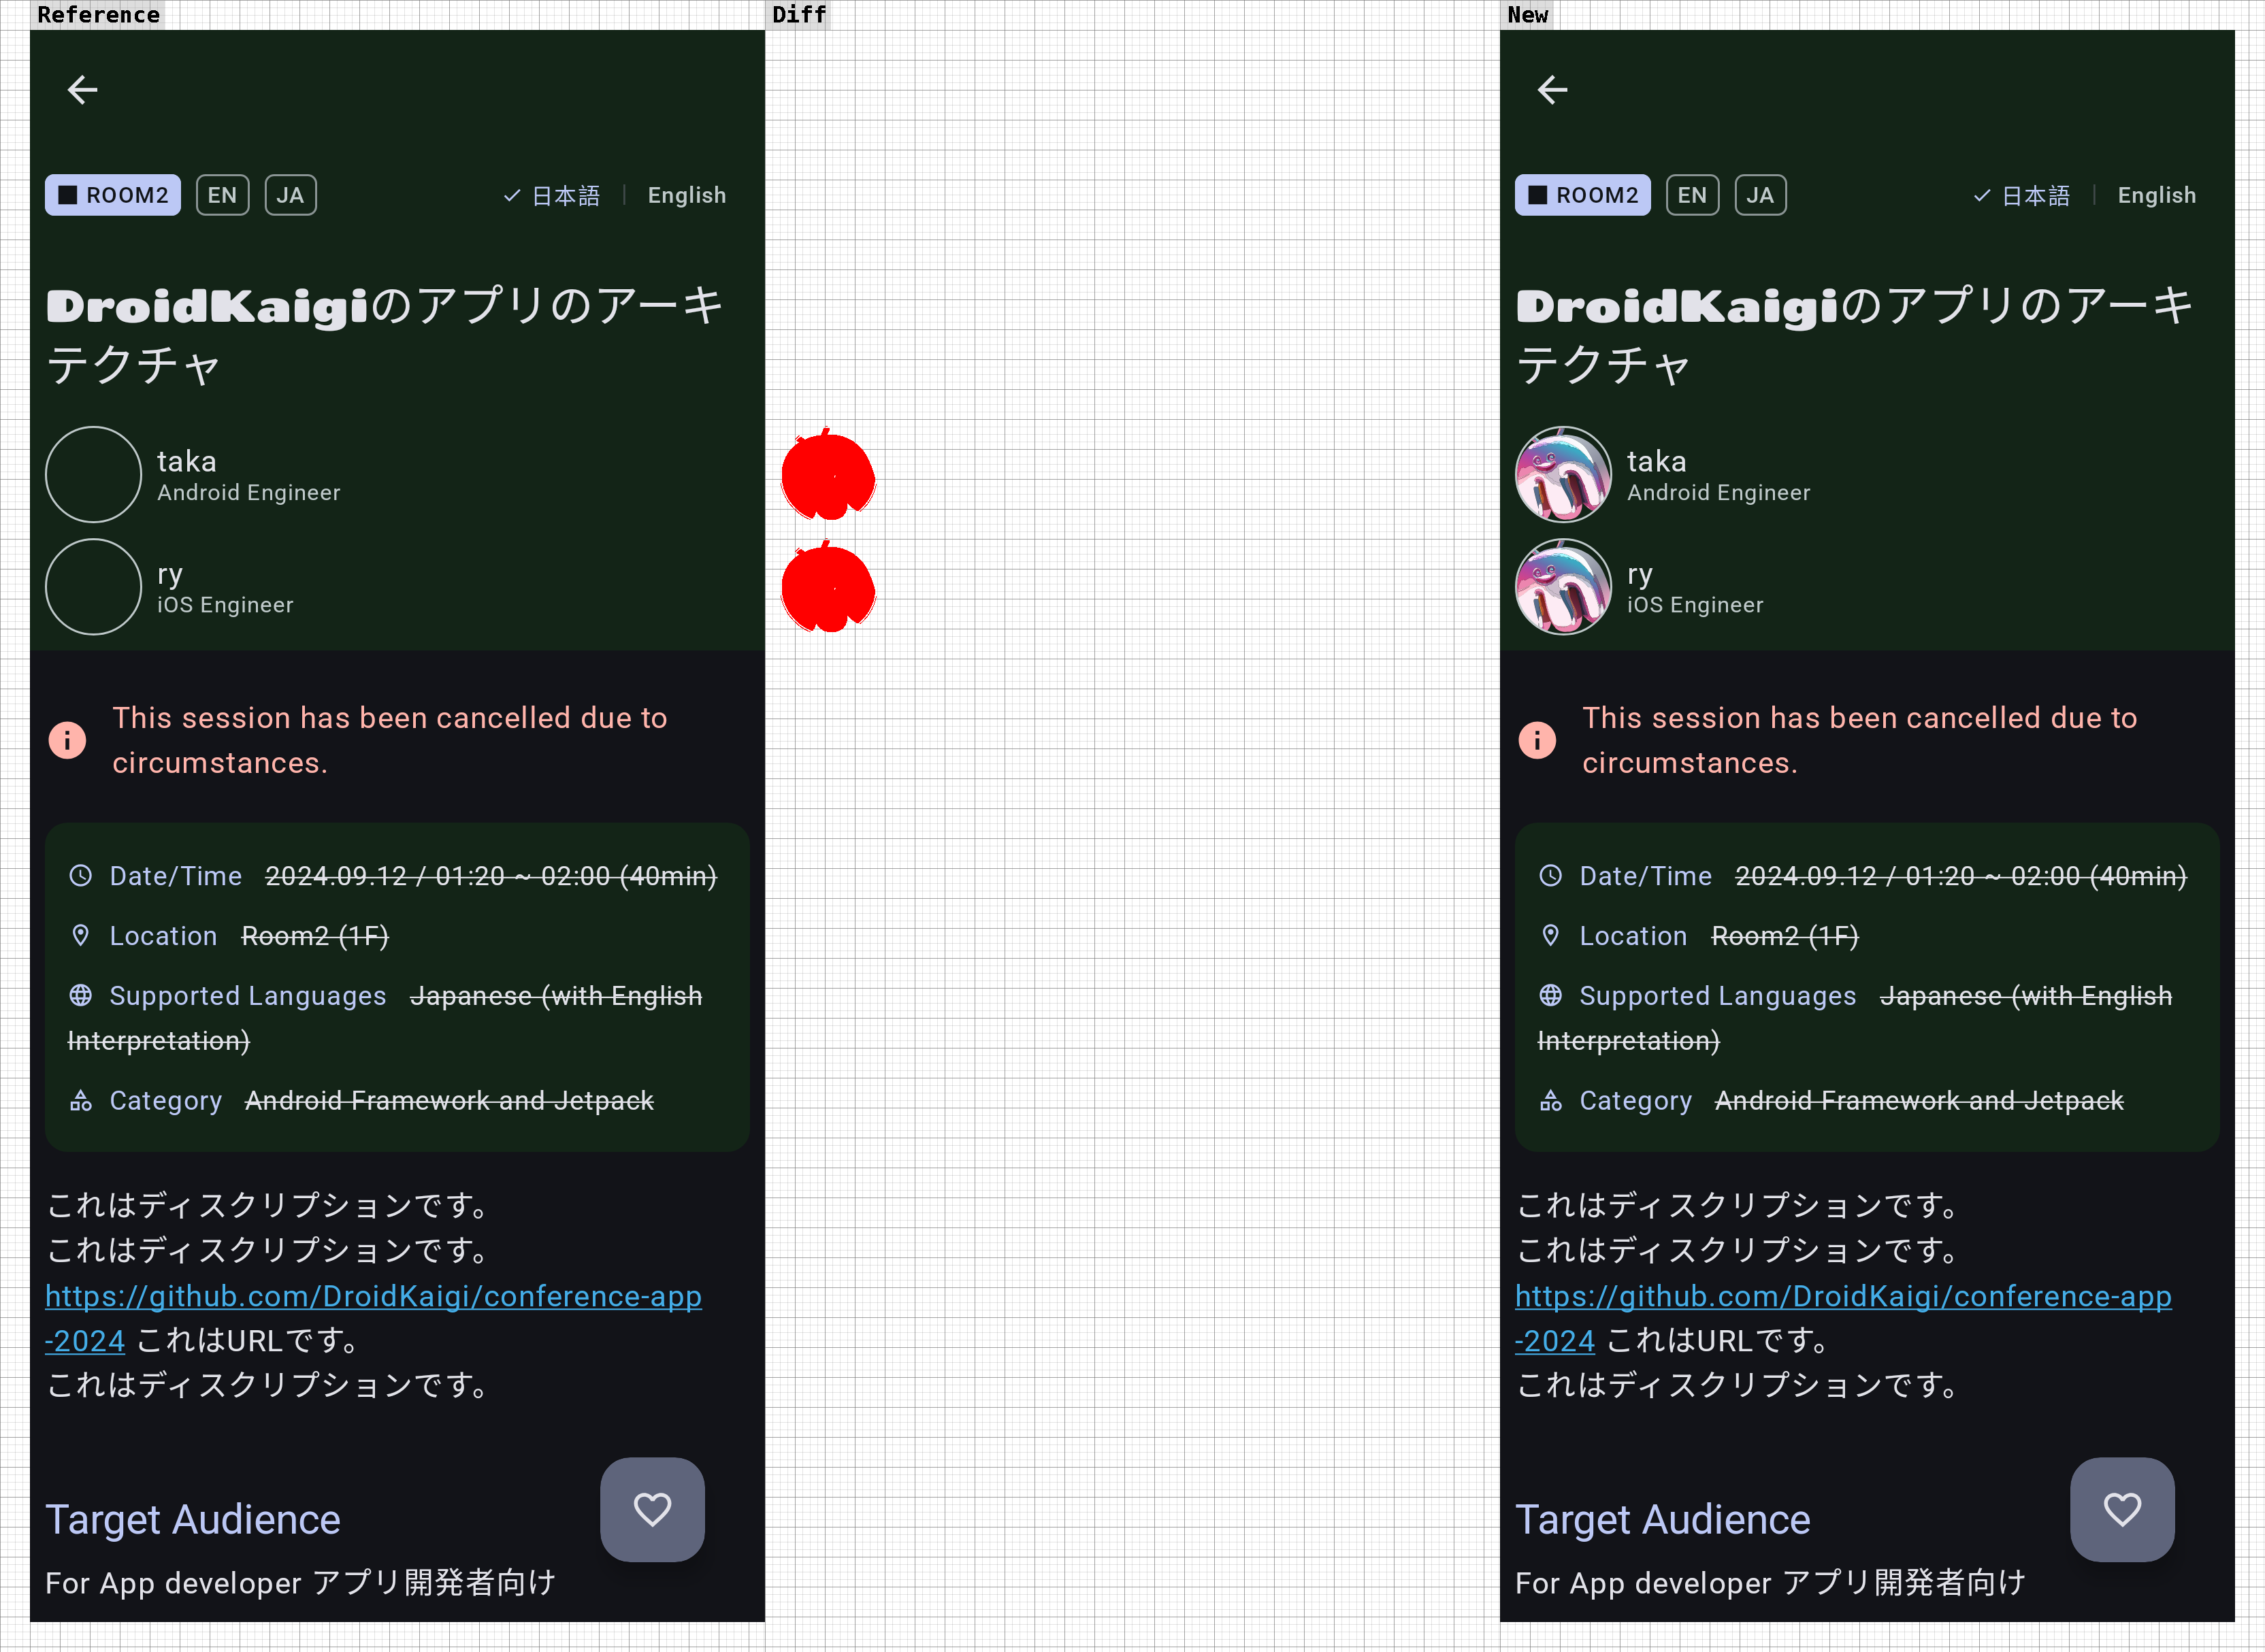 Reference
Diff
New
ROOM2
EN
JA
日本語
English
DroidKaigiのアプリのアーキ
テクチャ
taka
Android Engineer
ry
iOS Engineer
This session has been cancelled due to
circumstances.
Date/Time 2024.09.12 / 01:20 ~ 02:00 (40min)
Location Room2 (1F)
Supported Languages Japanese (with English
Interpretation)
Category Android Framework and Jetpack
これはディスクリプションです。
これはディスクリプションです。
https://github.com/DroidKaigi/conference-app
-2024 これはURLです。
これはディスクリプションです。
Target Audience
For App developer アプリ開発者向け
ROOM2
EN
JA
日本語
English
DroidKaigiのアプリのアーキ
テクチャ
taka
Android Engineer
ry
iOS Engineer
This session has been cancelled due to
circumstances.
Date/Time 2024.09.12 / 01:20 ~ 02:00 (40min)
Location Room2 (1F)
Supported Languages Japanese (with English
Interpretation)
Category Android Framework and Jetpack
これはディスクリプションです。
これはディスクリプションです。
https://github.com/DroidKaigi/conference-app
-2024 これはURLです。
これはディスクリプションです。
Target Audience
For App developer アプリ開発者向け